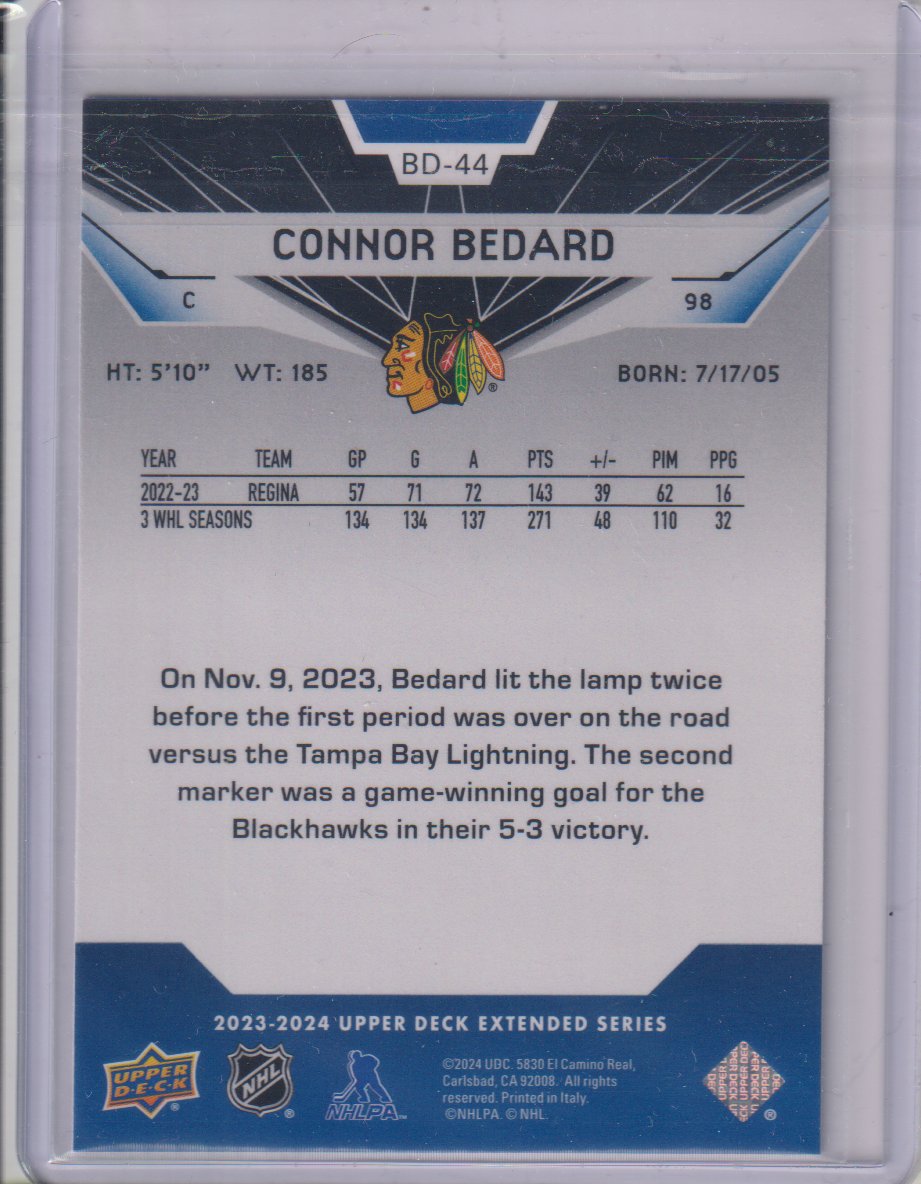 BD-44
CONNOR BEDARD
C 98
HT: 5'10" WT: 185 BORN: 7/17/05
®
YEAR TEAM GP G A PTS +/- PIM PPG
2022-23 REGINA 57 71 72 143 39 62 16
3 WHL SEASONS 134 134 137 271 48 110 32
On Nov. 9, 2023, Bedard lit the lamp twice
before the first period was over on the road
versus the Tampa Bay Lightning. The second
marker was a game-winning goal for the
Blackhawks in their 5-3 victory.
2023-2024 UPPER DECK EXTENDED SERIES
UPPER
D·E·C·K
®
NHL
®
NHLPA™
©2024 UDC. 5830 El Camino Real,
Carlsbad, CA 92008. All rights
reserved. Printed in Italy.
©NHLPA. © NHL.
UPPER DECK
®